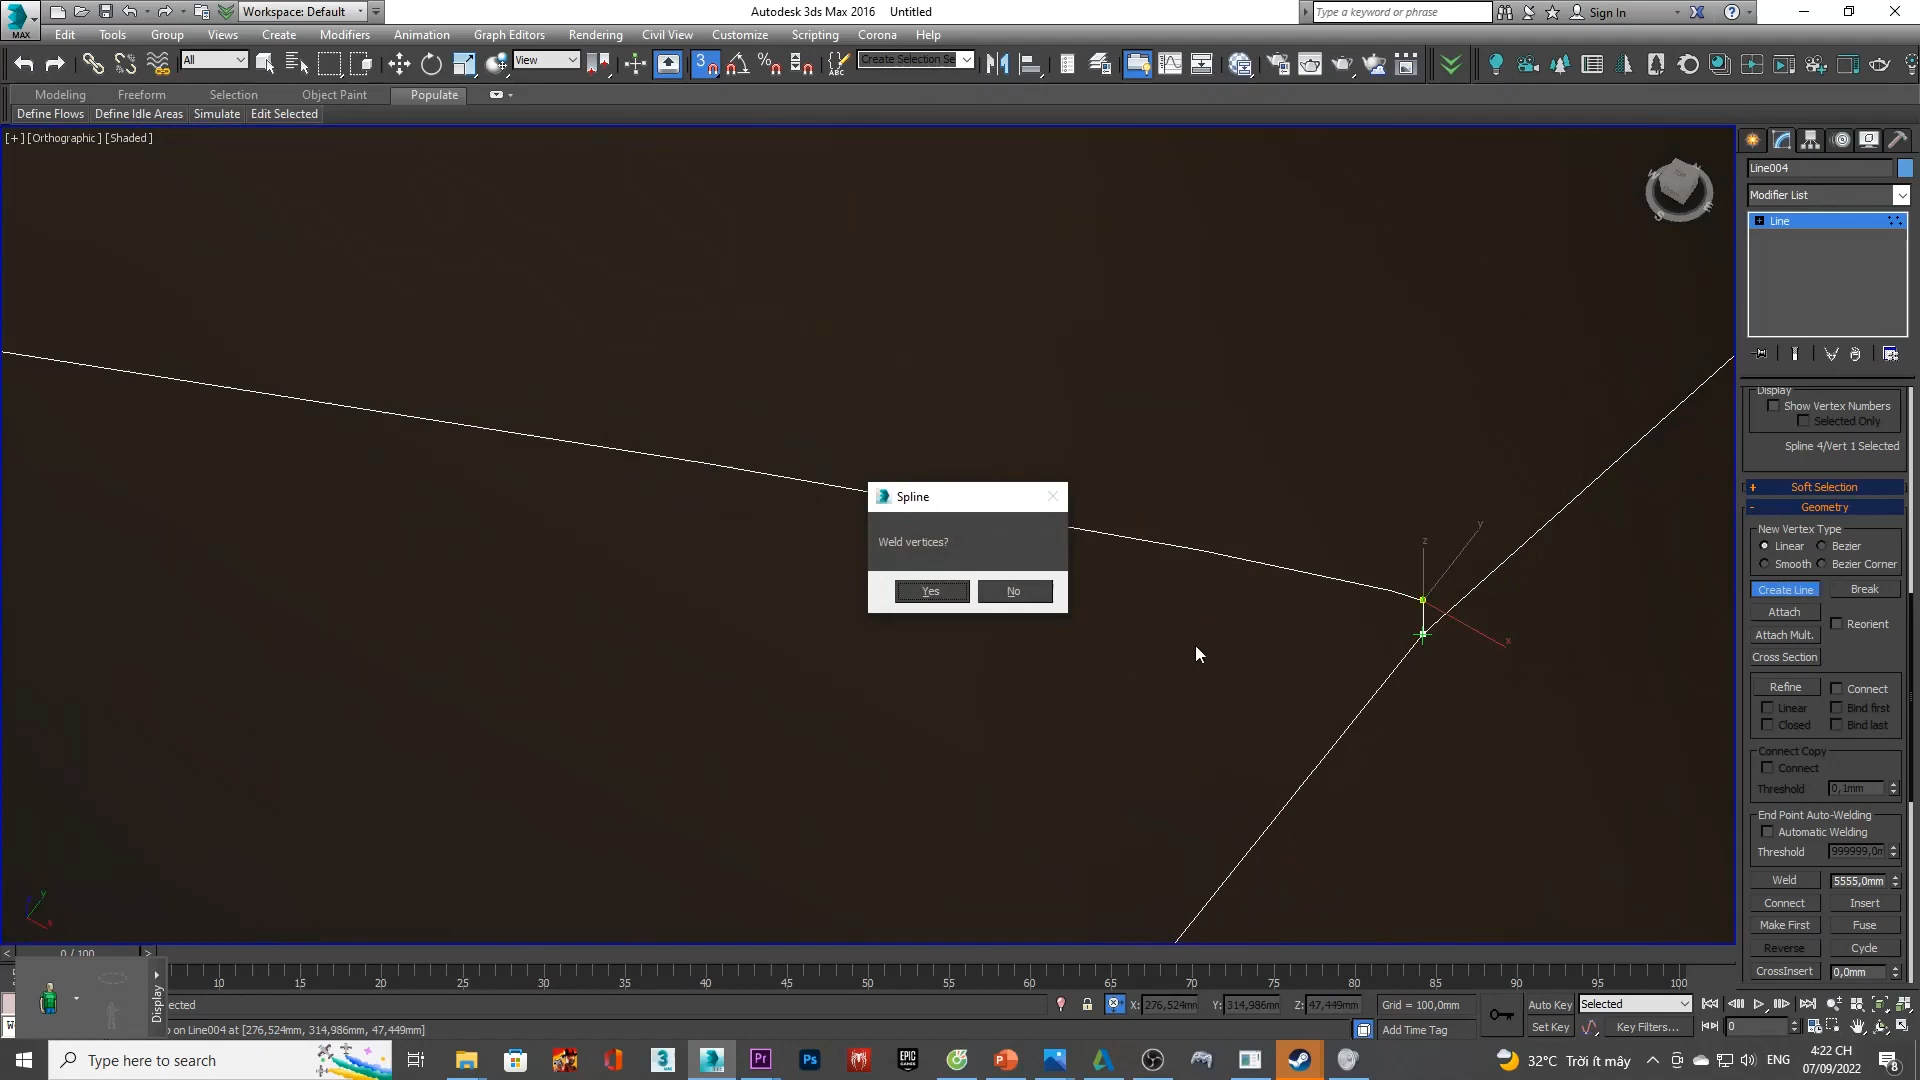 Workspace: Default
Autodesk 3ds Max 2016 Untitled
Type a keyword or phrase
Sign In
MAX
Edit Tools Group Views Create Modifiers Animation Graph Editors Rendering Civil View Customize Scripting Corona Help
All
View
3
ABC
Create Selection Se
Modeling Freeform Selection Object Paint Populate
Define Flows Define Idle Areas Simulate Edit Selected
[+] [Orthographic] [Shaded]
TOP
Line004
Modifier List
Line
Display
Show Vertex Numbers
Selected Only
Spline 4/Vert 1 Selected
+ Soft Selection
- Geometry
New Vertex Type
Linear Bezier
Smooth Bezier Corner
Create Line Break
Attach
Reorient
Attach Mult.
Cross Section
Refine Connect
Linear Bind first
Closed Bind last
Connect Copy
Connect
Threshold 0,1mm
End Point Auto-Welding
Automatic Welding
Threshold 999999,0m
Weld 5555,0mm
Connect Insert
Make First Fuse
Reverse Cycle
CrossInsert 0,0mm
Spline
Weld vertices?
Yes No
z
y
x
y
x
< 0 / 100 >
10 15 20 25 30 35 40 45 50 55 60 65 70 75 80 85 90 95 100
Display
ected
X: 276,524mm Y: 314,986mm Z: 47,449mm Grid = 100,0mm
Auto Key Selected
o on Line004 at [276,524mm, 314,986mm, 47,449mm]
Add Time Tag
Set Key Key Filters...
0
Type here to search
32°C Trời ít mây
ENG
4:22 CH
07/09/2022
8